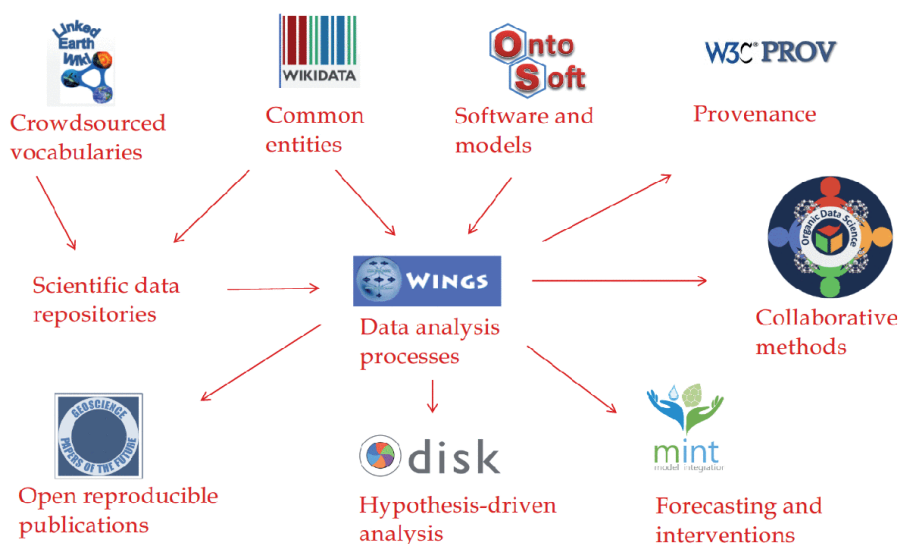 Linked
Earth
Wiki
WIKIDATA
Onto
Soft
W3C® PROV
Crowdsourced
vocabularies
Common
entities
Software and
models
Provenance
Organic Data Science
Scientific data
repositories
WINGS
Data analysis
processes
Collaborative
methods
GEOSCIENCE
PAPERS OF THE FUTURE
disk
mint
model integration
Open reproducible
publications
Hypothesis-driven
analysis
Forecasting and
interventions